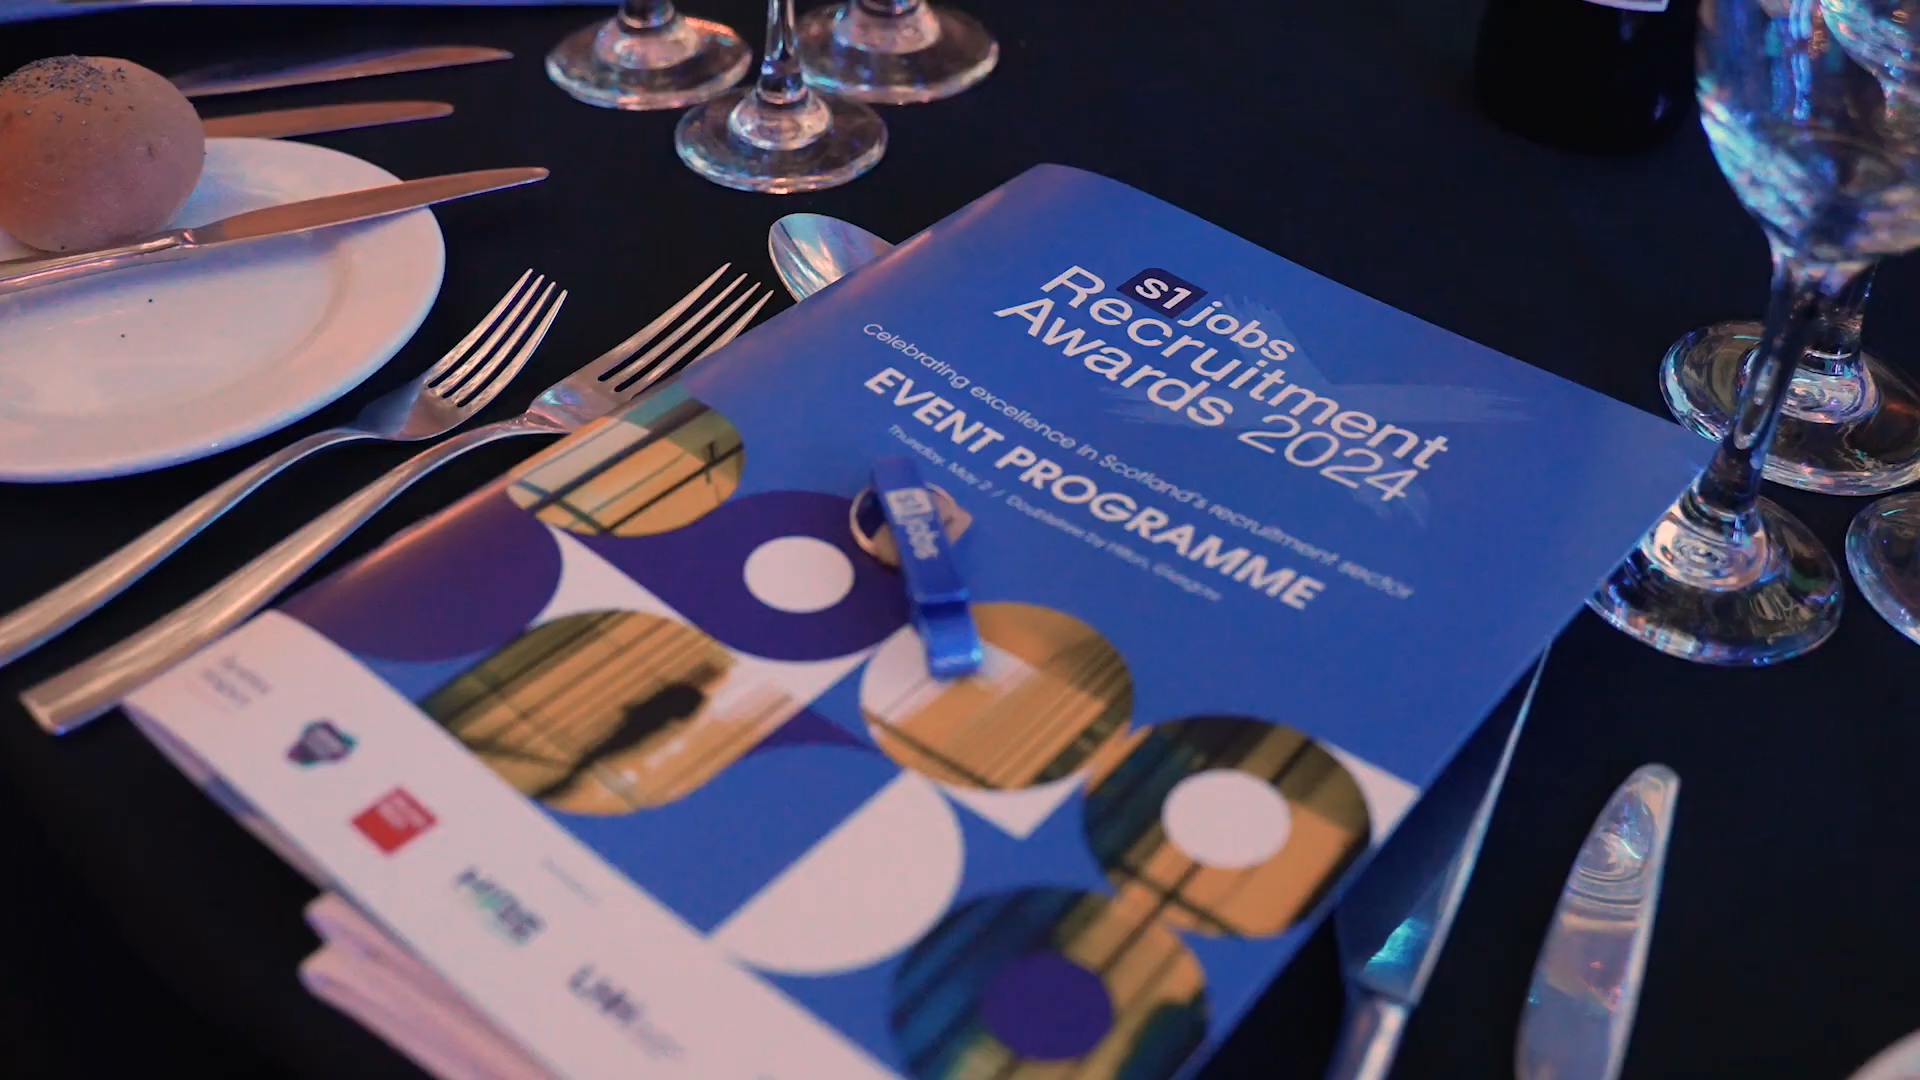 s1jobs
Recruitment
Awards 2024
Celebrating excellence in Scotland's recruitment sector
EVENT PROGRAMME
Thursday, May 2 / Doubletree by Hilton, Glasgow
s1jobs